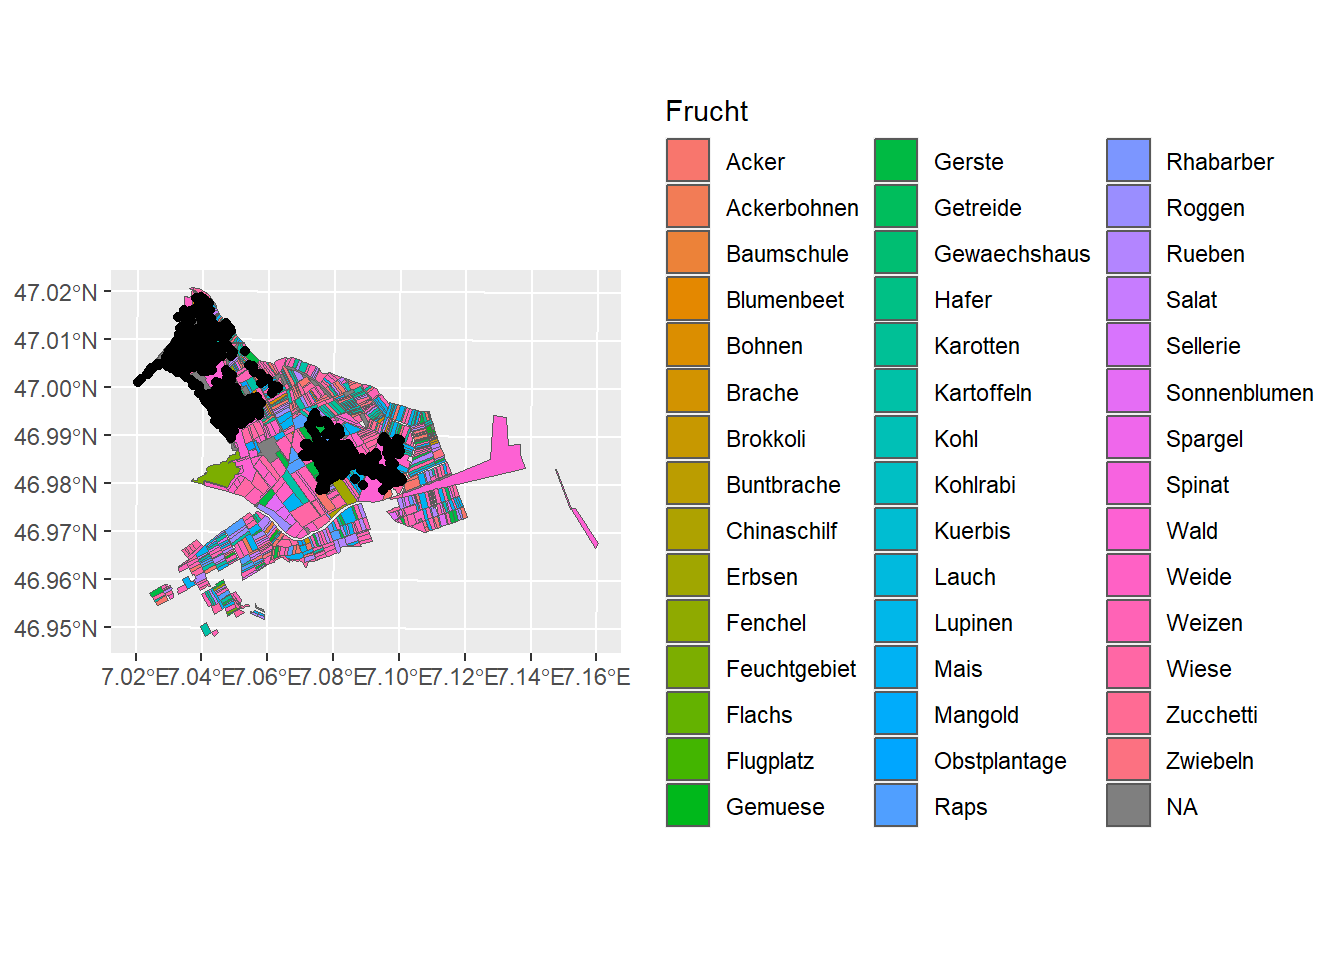 Frucht
Acker
Ackerbohnen
Baumschule
Blumenbeet
Bohnen
Brache
Brokkoli
Buntbrache
Chinaschilf
Erbsen
Fenchel
Feuchtgebiet
Flachs
Flugplatz
Gemuese
Gerste
Getreide
Gewaechshaus
Hafer
Karotten
Kartoffeln
Kohl
Kohlrabi
Kuerbis
Lauch
Lupinen
Mais
Mangold
Obstplantage
Raps
Rhabarber
Roggen
Rueben
Salat
Sellerie
Sonnenblumen
Spargel
Spinat
Wald
Weide
Weizen
Wiese
Zucchetti
Zwiebeln
NA
47.02°N
47.01°N
47.00°N
46.99°N
46.98°N
46.97°N
46.96°N
46.95°N
7.02°E 7.04°E 7.06°E 7.08°E 7.10°E 7.12°E 7.14°E 7.16°E